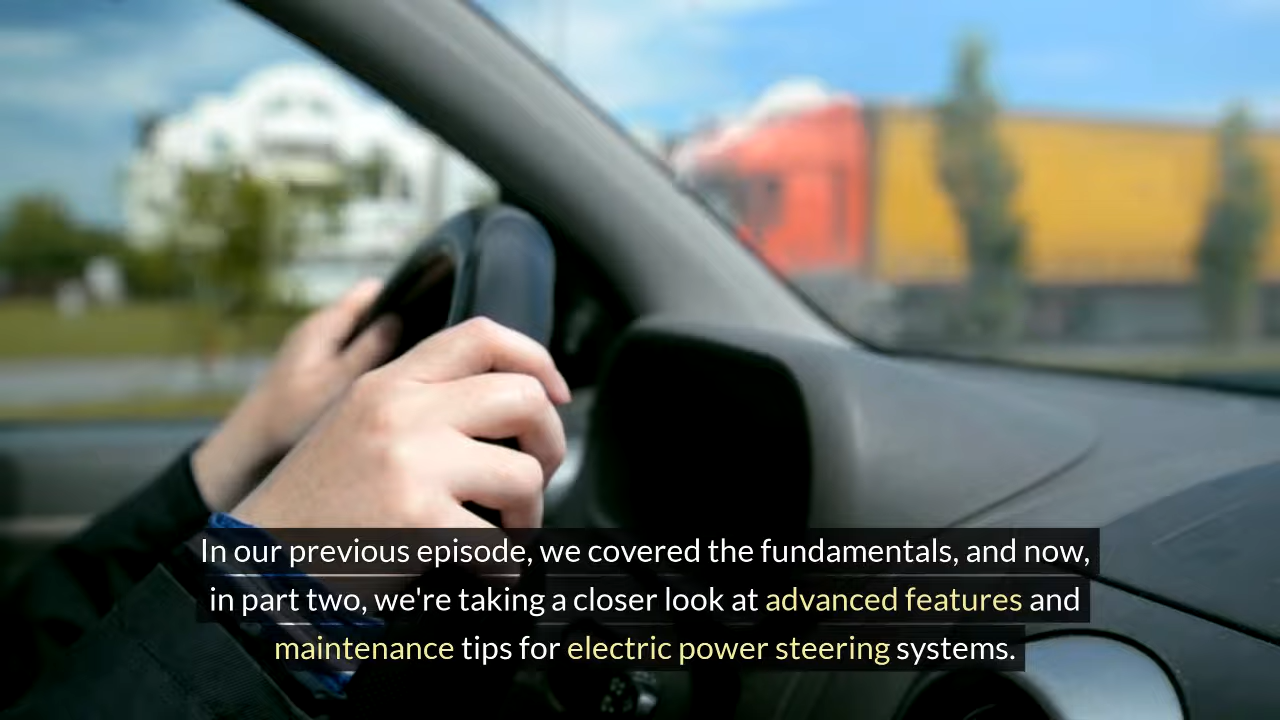 In our previous episode, we covered the fundamentals, and now,
in part two, we're taking a closer look at advanced features and
maintenance tips for electric power steering systems.